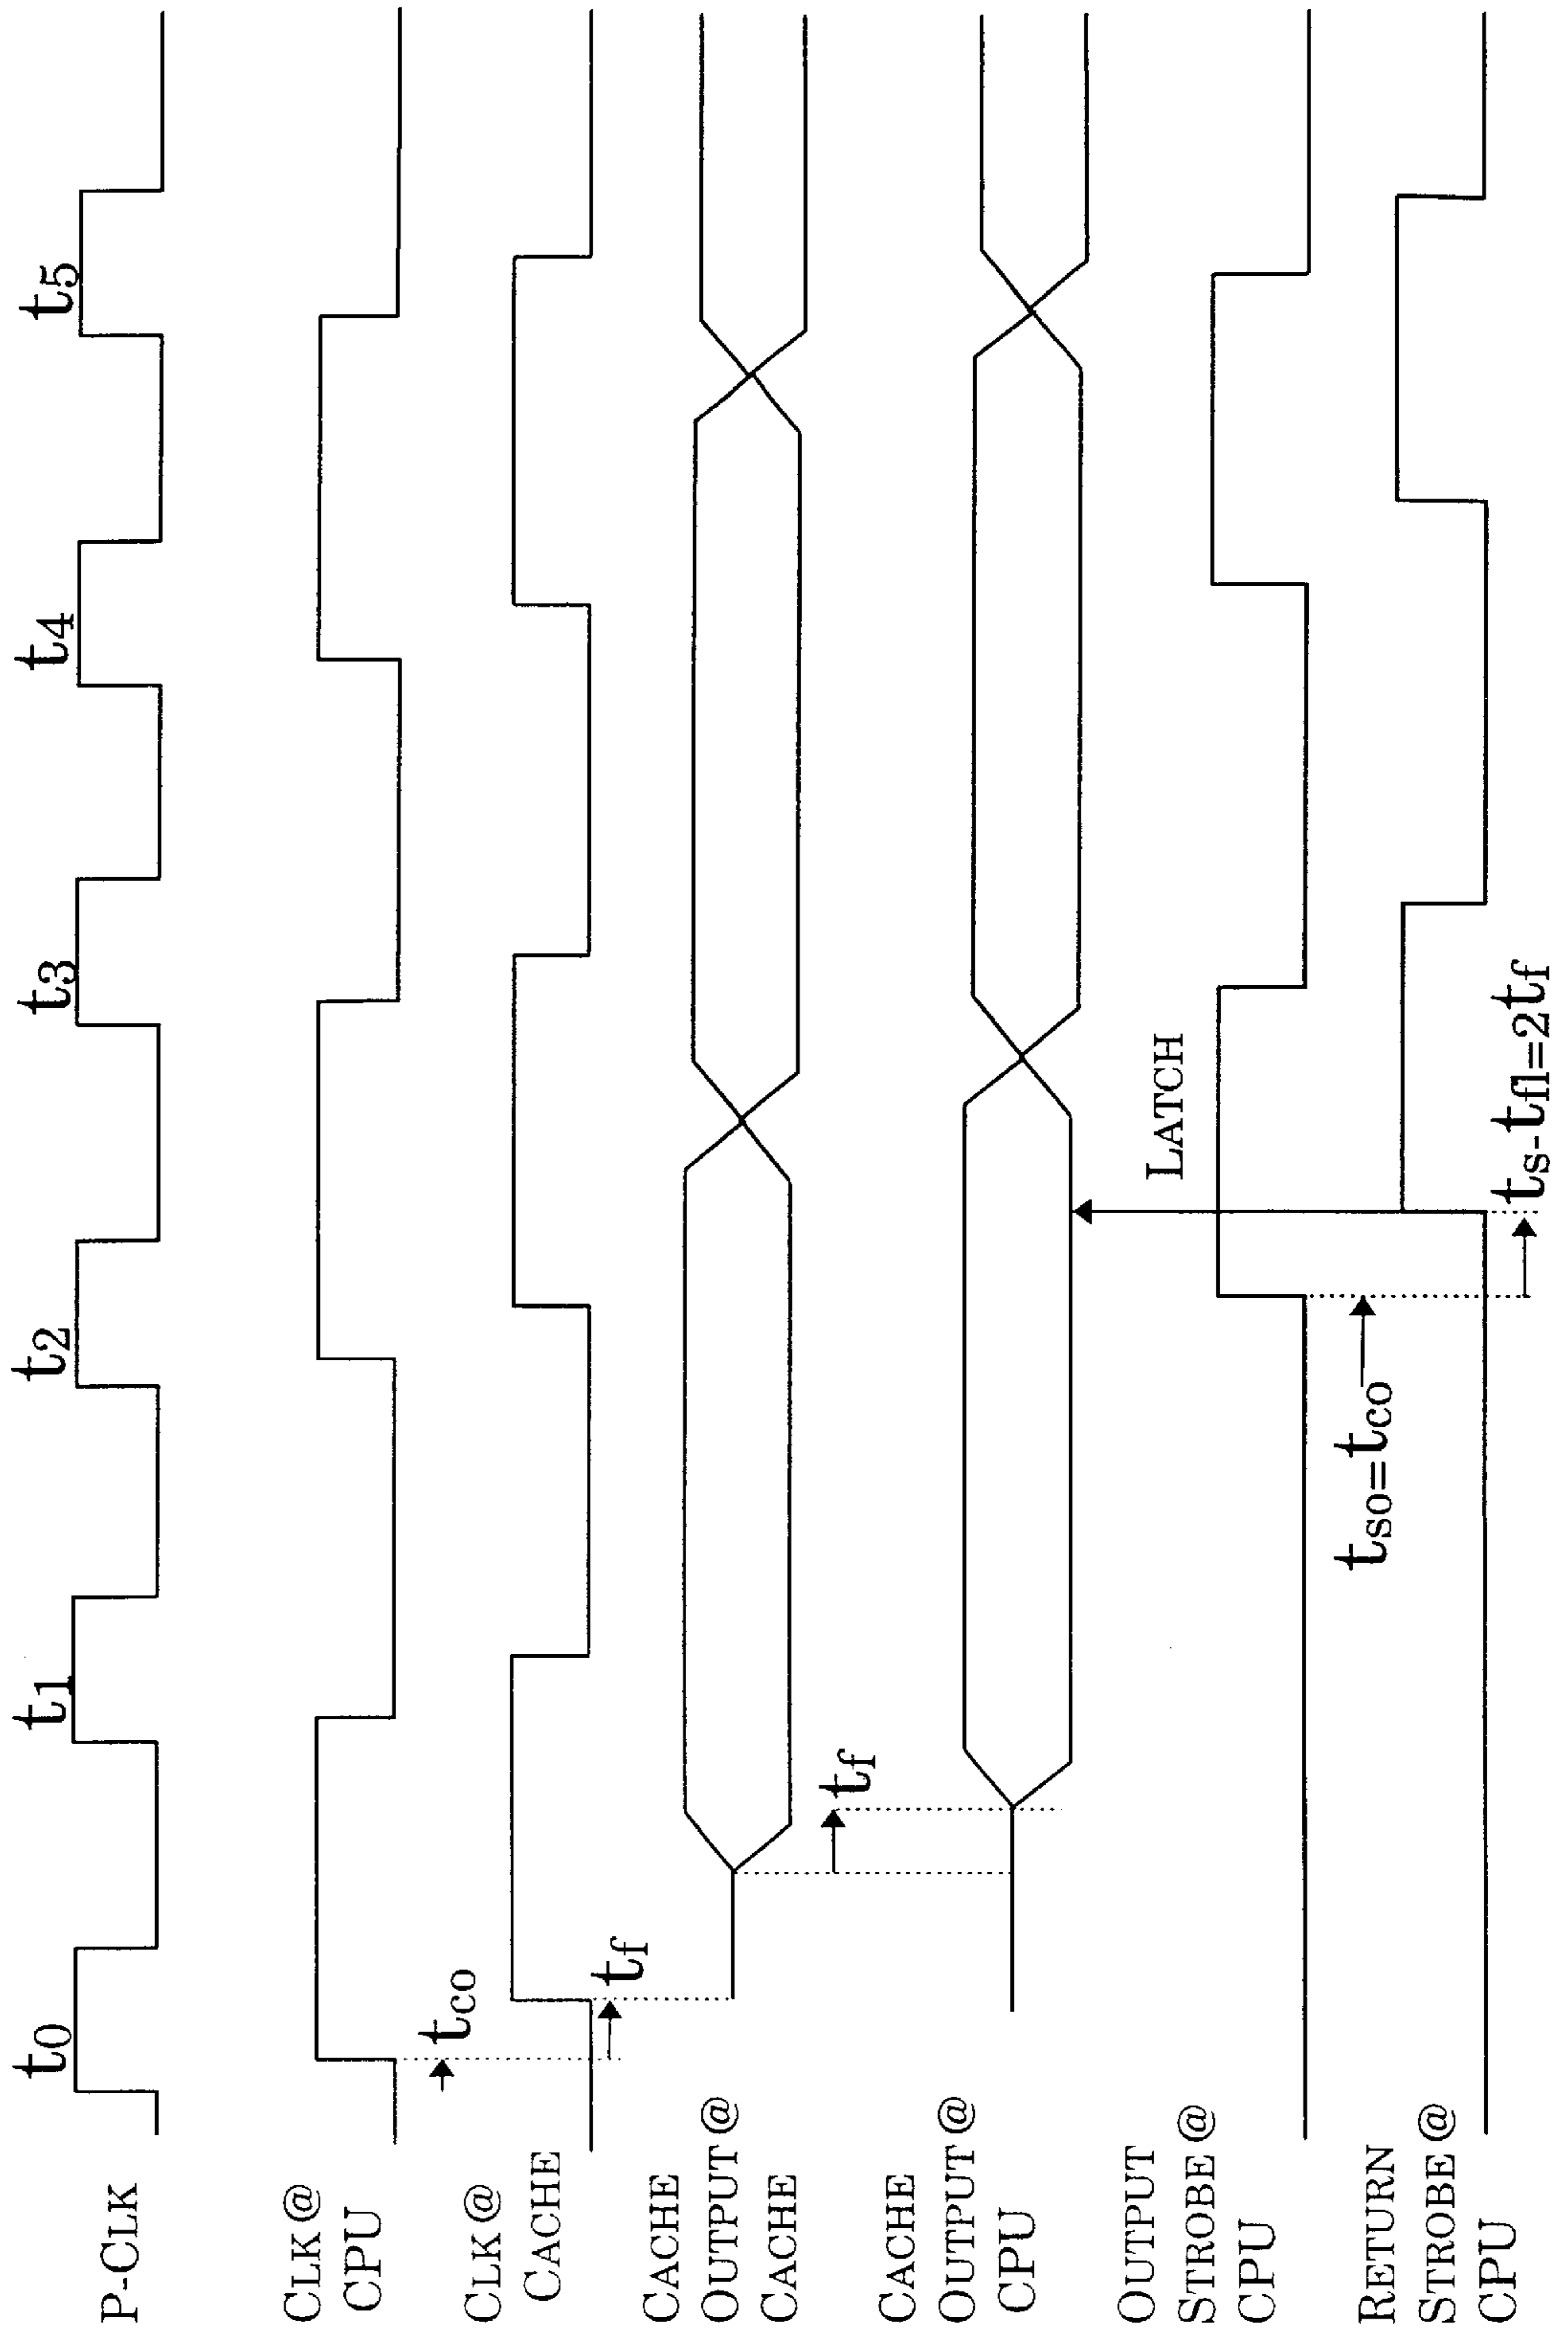 P-CLK
t0
t1
t2
t3
t4
t5
CLK@
CPU
tco
CLK@
CACHE
tf
CACHE
OUTPUT@
CACHE
tf
CACHE
OUTPUT@
CPU
LATCH
OUTPUT
STROBE@
CPU
tso=tco
RETURN
STROBE@
CPU
ts-tfl=2tf